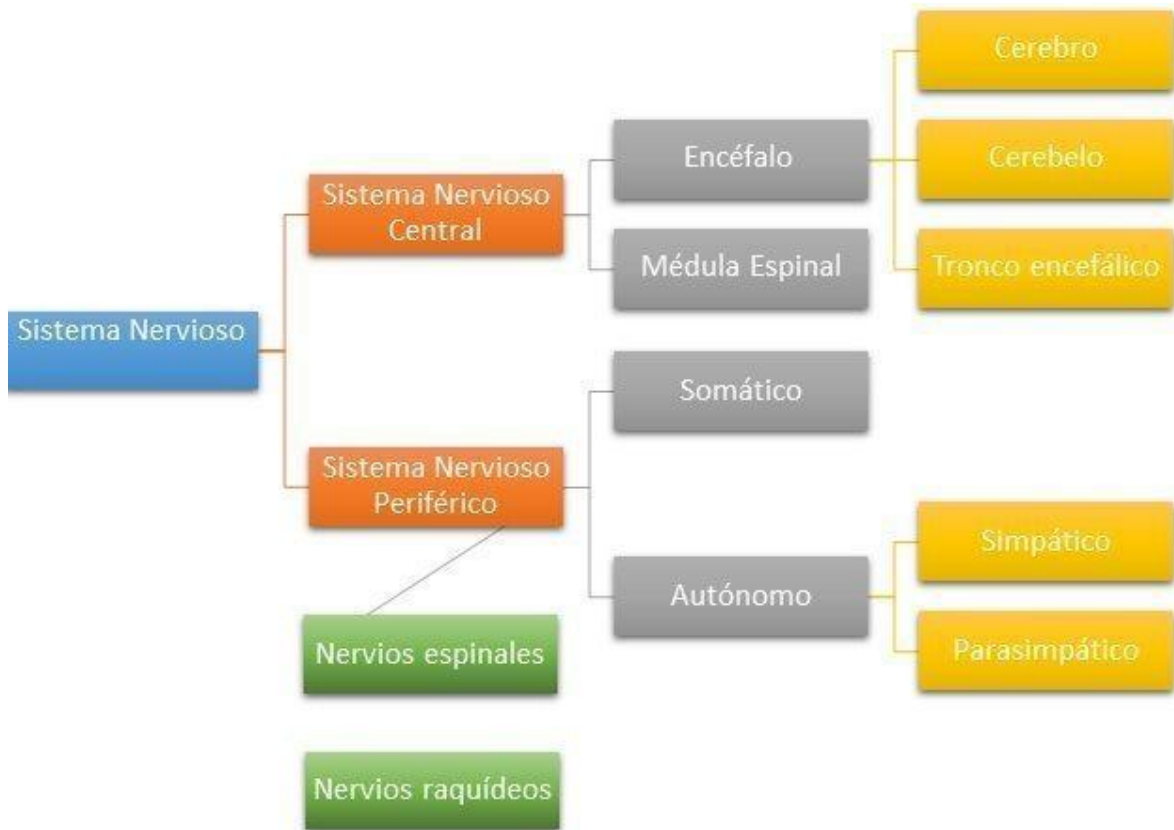 Sistema Nervioso
Sistema Nervioso
Central
Encéfalo
Cerebro
Cerebelo
Tronco encefálico
Médula Espinal
Sistema Nervioso
Periférico
Somático
Autónomo
Simpático
Parasimpático
Nervios espinales
Nervios raquídeos